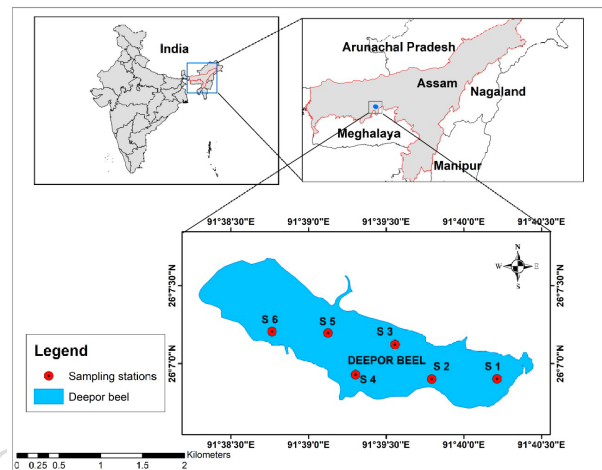 India
Arunachal Pradesh
Assam
Nagaland
Meghalaya
Manipur
91°38'30"E 91°39'0"E 91°39'30"E 91°40'0"E 91°40'30"E
N
W E
S
26°7'30"N
26°7'30"N
S 6
S 5
S 3
DEEPOR BEEL
S 4
S 2
S 1
26°7'0"N
26°7'0"N
Legend
Sampling stations
Deepor beel
91°38'30"E 91°39'0"E 91°39'30"E 91°40'0"E 91°40'30"E
Kilometers
0 0.25 0.5 1 1.5 2